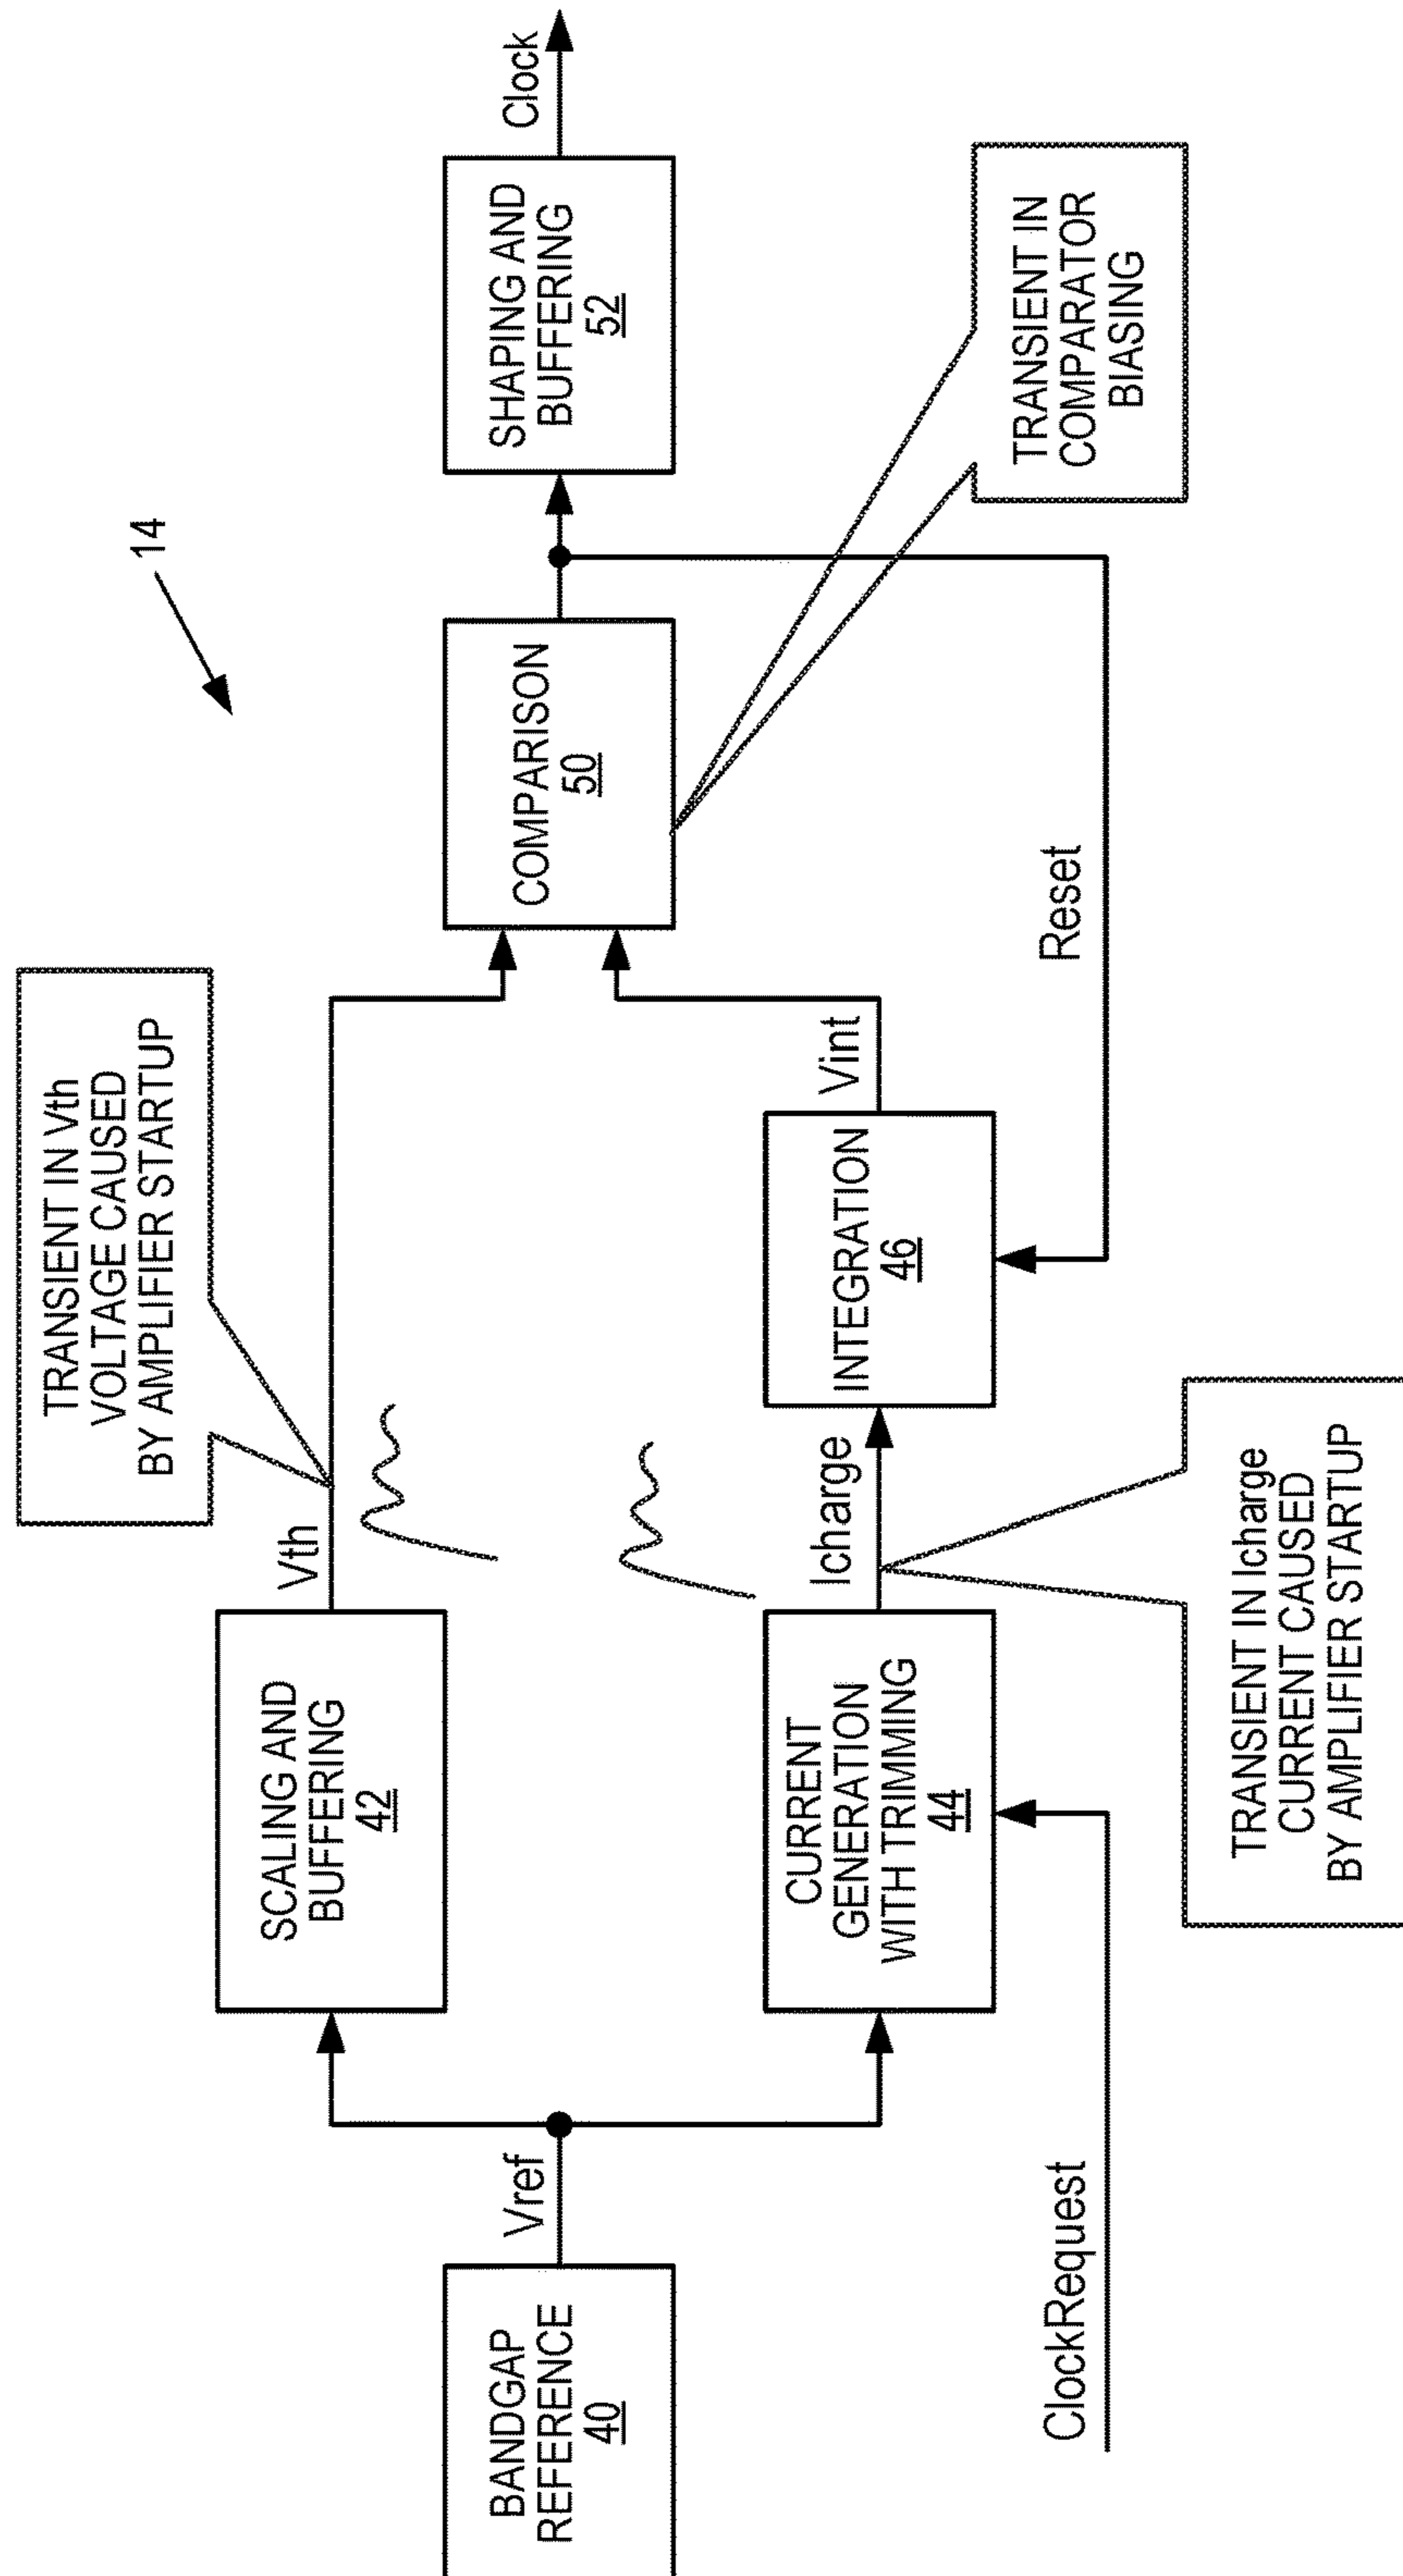 14
TRANSIENT IN Vth
VOLTAGE CAUSED
BY AMPLIFIER STARTUP
SCALING AND
BUFFERING
42
Vth
BANDGAP
REFERENCE
40
Vref
COMPARISON
50
SHAPING AND
BUFFERING
52
Clock
CURRENT
GENERATION
WITH TRIMMING
44
Icharge
INTEGRATION
46
Vint
ClockRequest
Reset
TRANSIENT IN
COMPARATOR
BIASING
TRANSIENT IN Icharge
CURRENT CAUSED
BY AMPLIFIER STARTUP